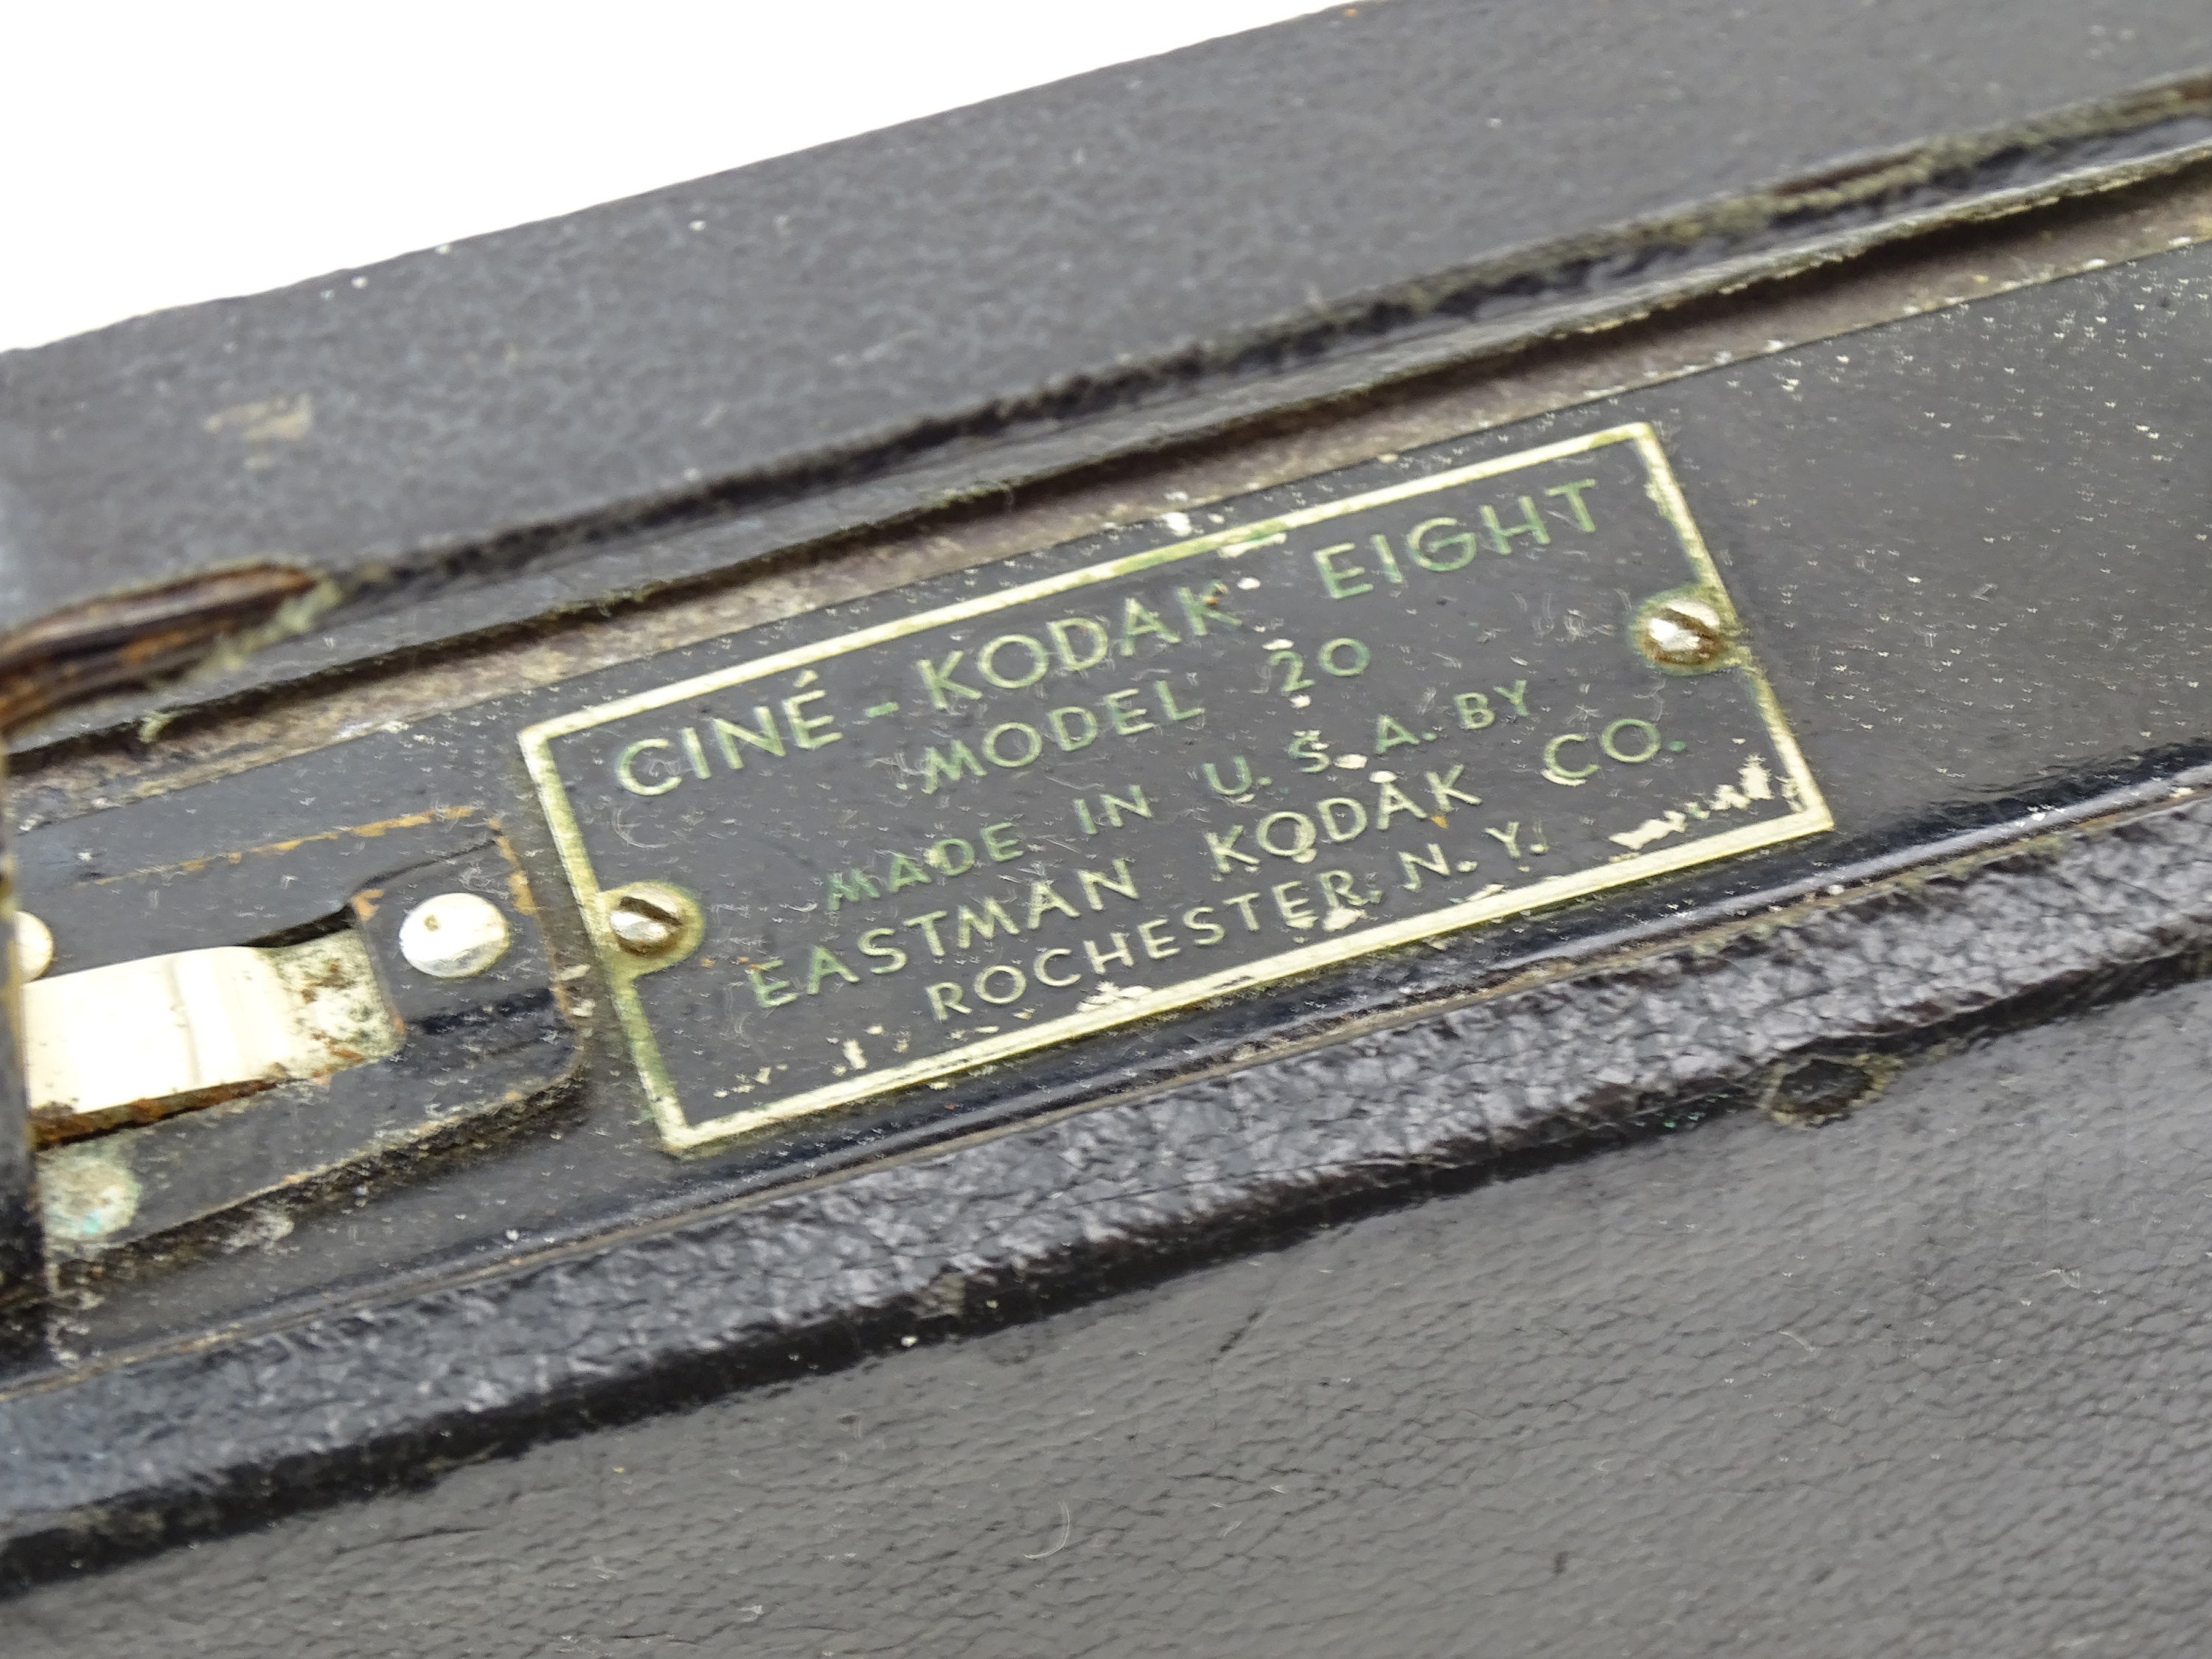 CINÉ-KODAK EIGHT
MODEL 20
MADE IN U.S.A. BY
EASTMAN KODAK CO.
ROCHESTER, N.Y.